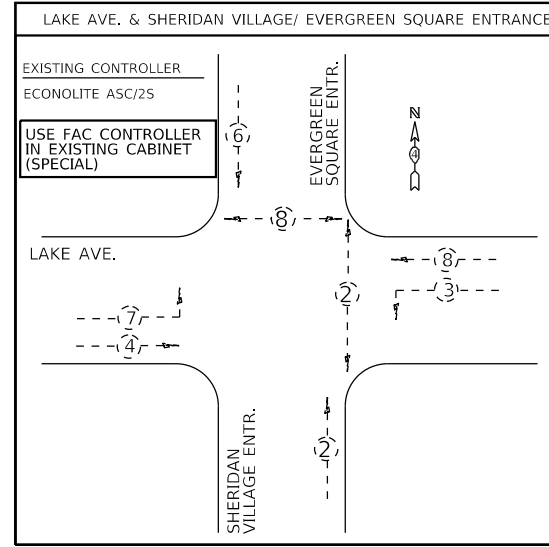 LAKE AVE. & SHERIDAN VILLAGE/ EVERGREEN SQUARE ENTRANCE
EXISTING CONTROLLER
ECONOLITE ASC/2S
USE FAC CONTROLLER
IN EXISTING CABINET
(SPECIAL)
6
EVERGREEN
SQUARE ENTR.
N
4
8
LAKE AVE.
8
2
3
7
4
2
SHERIDAN
VILLAGE ENTR.